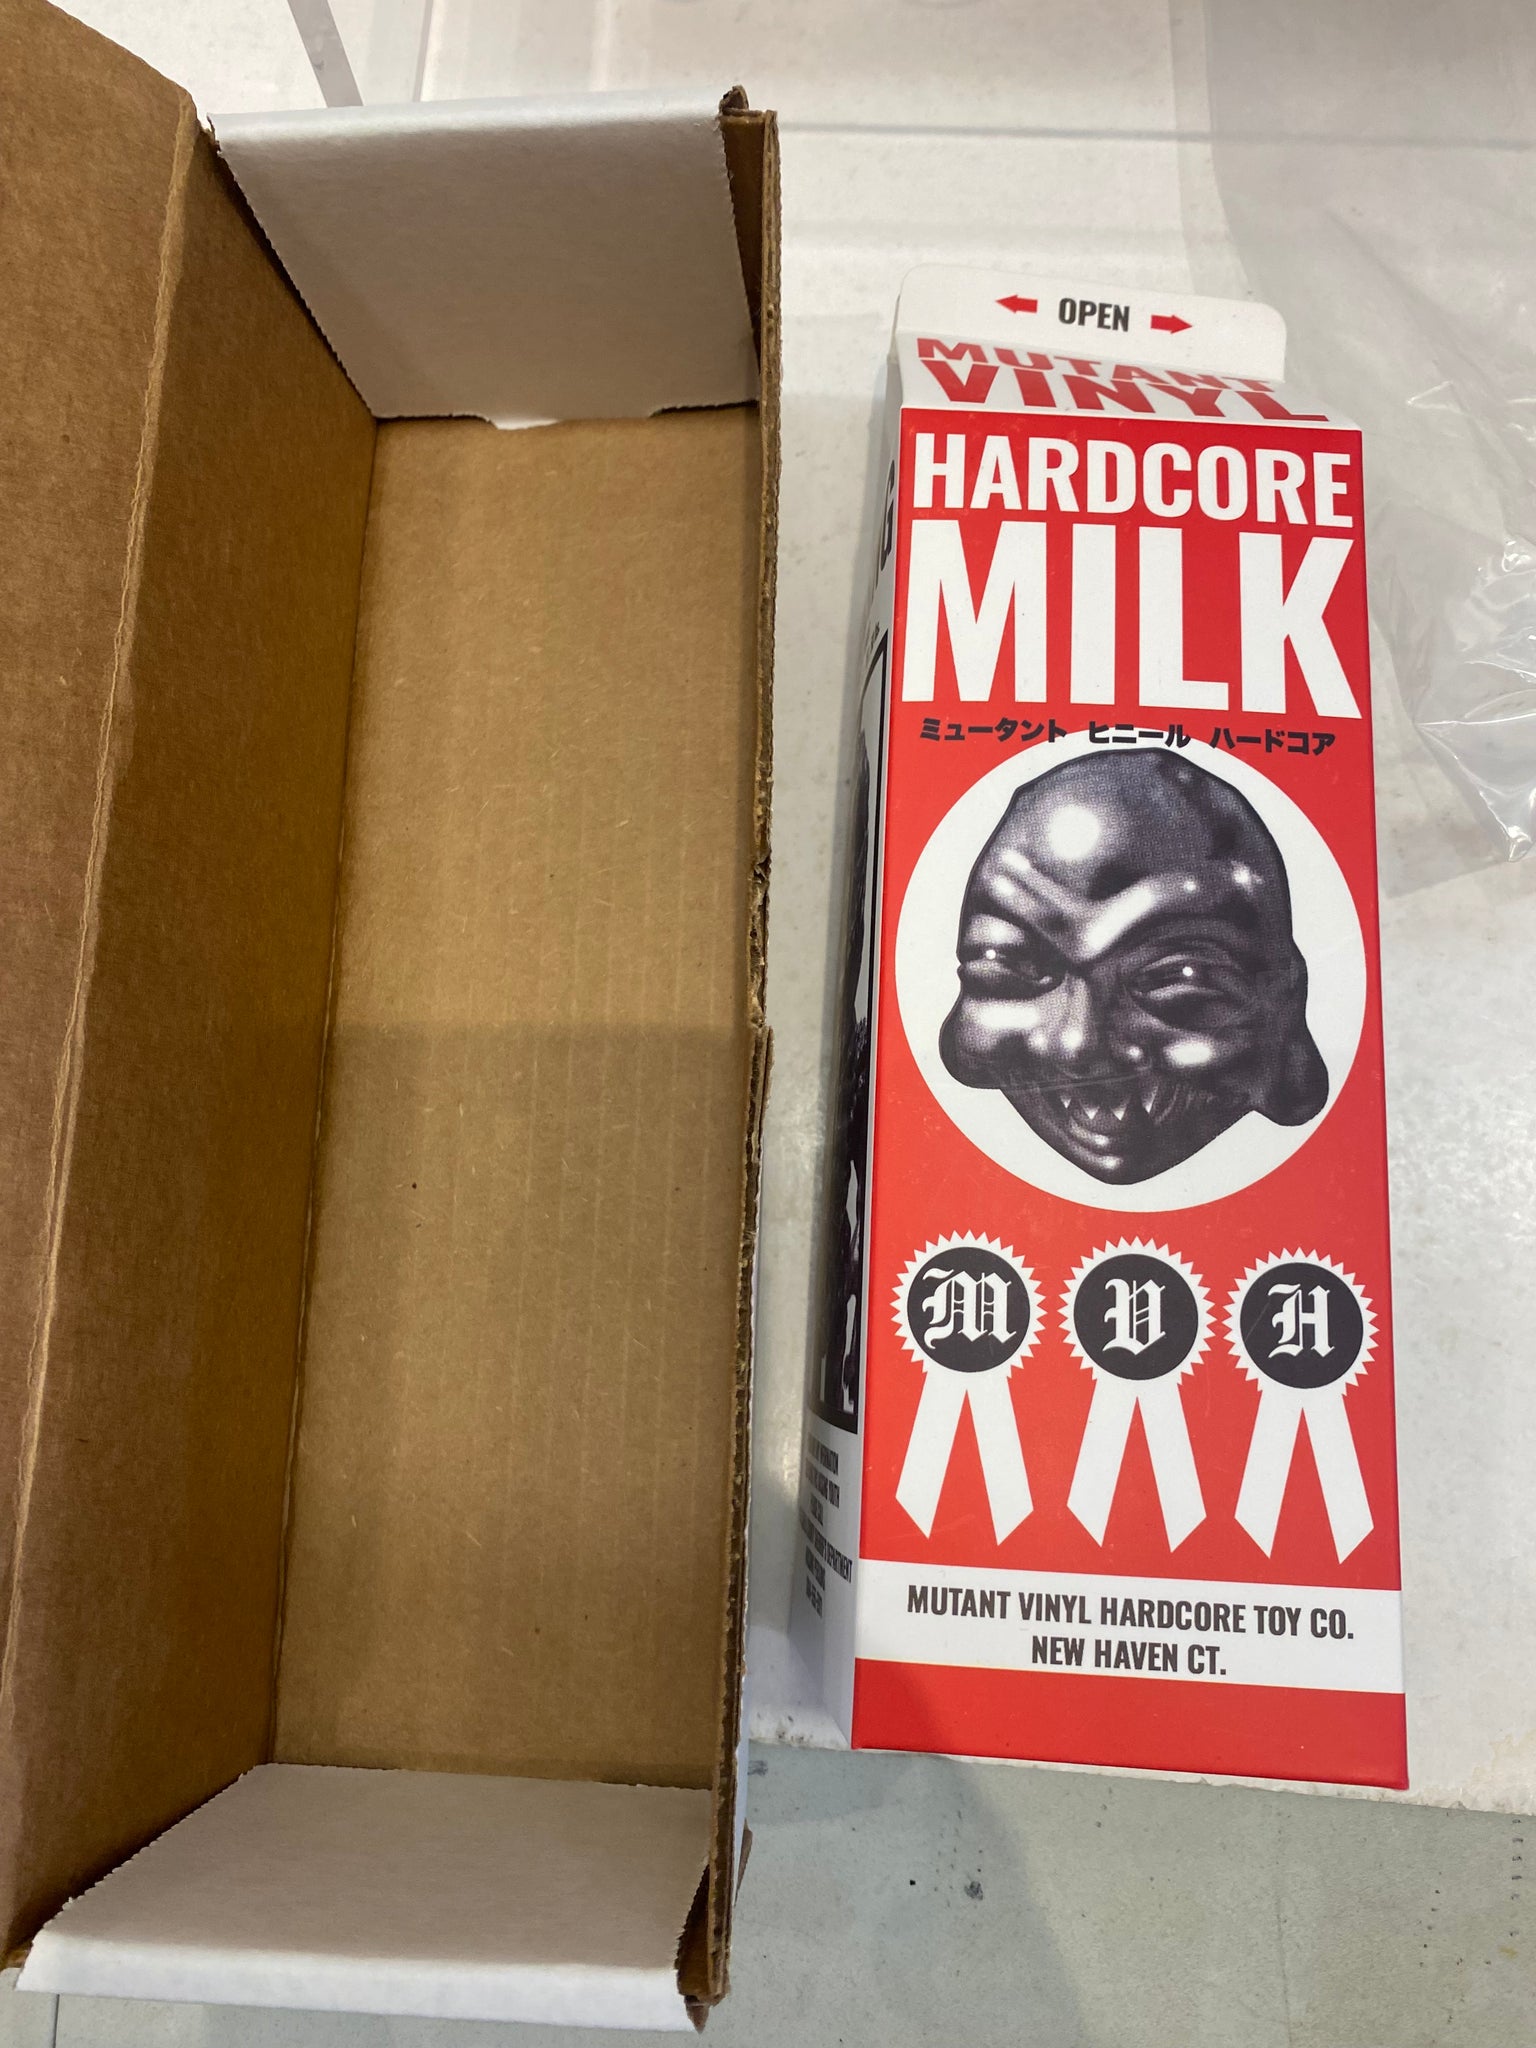 OPEN
MUTANT
VINYL
HARDCORE
MILK
ミュータント ヒニール ハードコア
M V H
MUTANT VINYL HARDCORE TOY CO.
NEW HAVEN CT.
DEPARTMENT